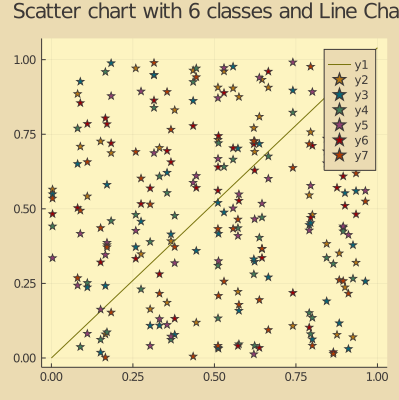 Scatter chart with 6 classes and Line Cha
1.00
0.75
0.50
0.25
0.00
0.00 0.25 0.50 0.75 1.00
y1
y2
y3
y4
y5
y6
y7